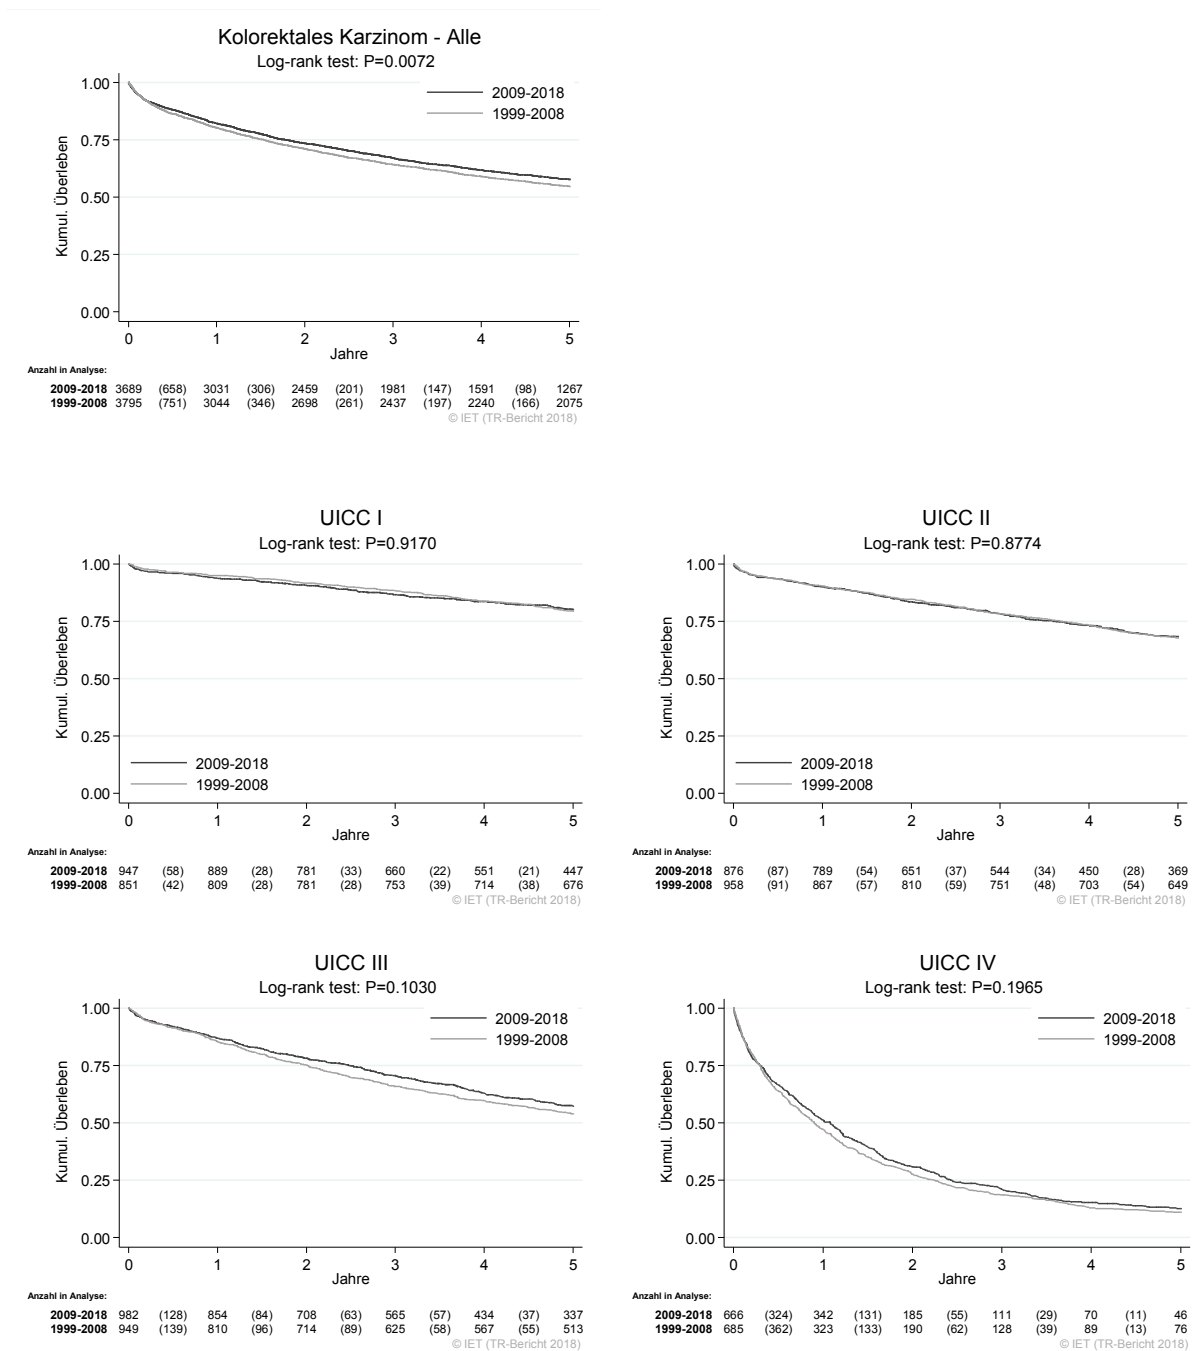 Kolorektales Karzinom - Alle
Log-rank test: P=0.0072
1.00
0.75
0.50
0.25
0.00
Kumul. Überleben
2009-2018
1999-2008
0 1 2 3 4 5
Jahre
Anzahl in Analyse:
2009-2018 3689 (658) 3031 (306) 2459 (201) 1981 (147) 1591 (98) 1267
1999-2008 3795 (751) 3044 (346) 2698 (261) 2437 (197) 2240 (166) 2075
© IET (TR-Bericht 2018)
UICC I
Log-rank test: P=0.9170
1.00
0.75
0.50
0.25
0.00
Kumul. Überleben
2009-2018
1999-2008
0 1 2 3 4 5
Jahre
Anzahl in Analyse:
2009-2018 947 (58) 889 (28) 781 (33) 660 (22) 551 (21) 447
1999-2008 851 (42) 809 (28) 781 (28) 753 (39) 714 (38) 676
© IET (TR-Bericht 2018)
UICC II
Log-rank test: P=0.8774
1.00
0.75
0.50
0.25
0.00
Kumul. Überleben
2009-2018
1999-2008
0 1 2 3 4 5
Jahre
Anzahl in Analyse:
2009-2018 876 (87) 789 (54) 651 (37) 544 (34) 450 (28) 369
1999-2008 958 (91) 867 (57) 810 (59) 751 (48) 703 (54) 649
© IET (TR-Bericht 2018)
UICC III
Log-rank test: P=0.1030
1.00
0.75
0.50
0.25
0.00
Kumul. Überleben
2009-2018
1999-2008
0 1 2 3 4 5
Jahre
Anzahl in Analyse:
2009-2018 982 (128) 854 (84) 708 (63) 565 (57) 434 (37) 337
1999-2008 949 (139) 810 (96) 714 (89) 625 (58) 567 (55) 513
© IET (TR-Bericht 2018)
UICC IV
Log-rank test: P=0.1965
1.00
0.75
0.50
0.25
0.00
Kumul. Überleben
2009-2018
1999-2008
0 1 2 3 4 5
Jahre
Anzahl in Analyse:
2009-2018 666 (324) 342 (131) 185 (55) 111 (29) 70 (11) 46
1999-2008 685 (362) 323 (133) 190 (62) 128 (39) 89 (13) 76
© IET (TR-Bericht 2018)